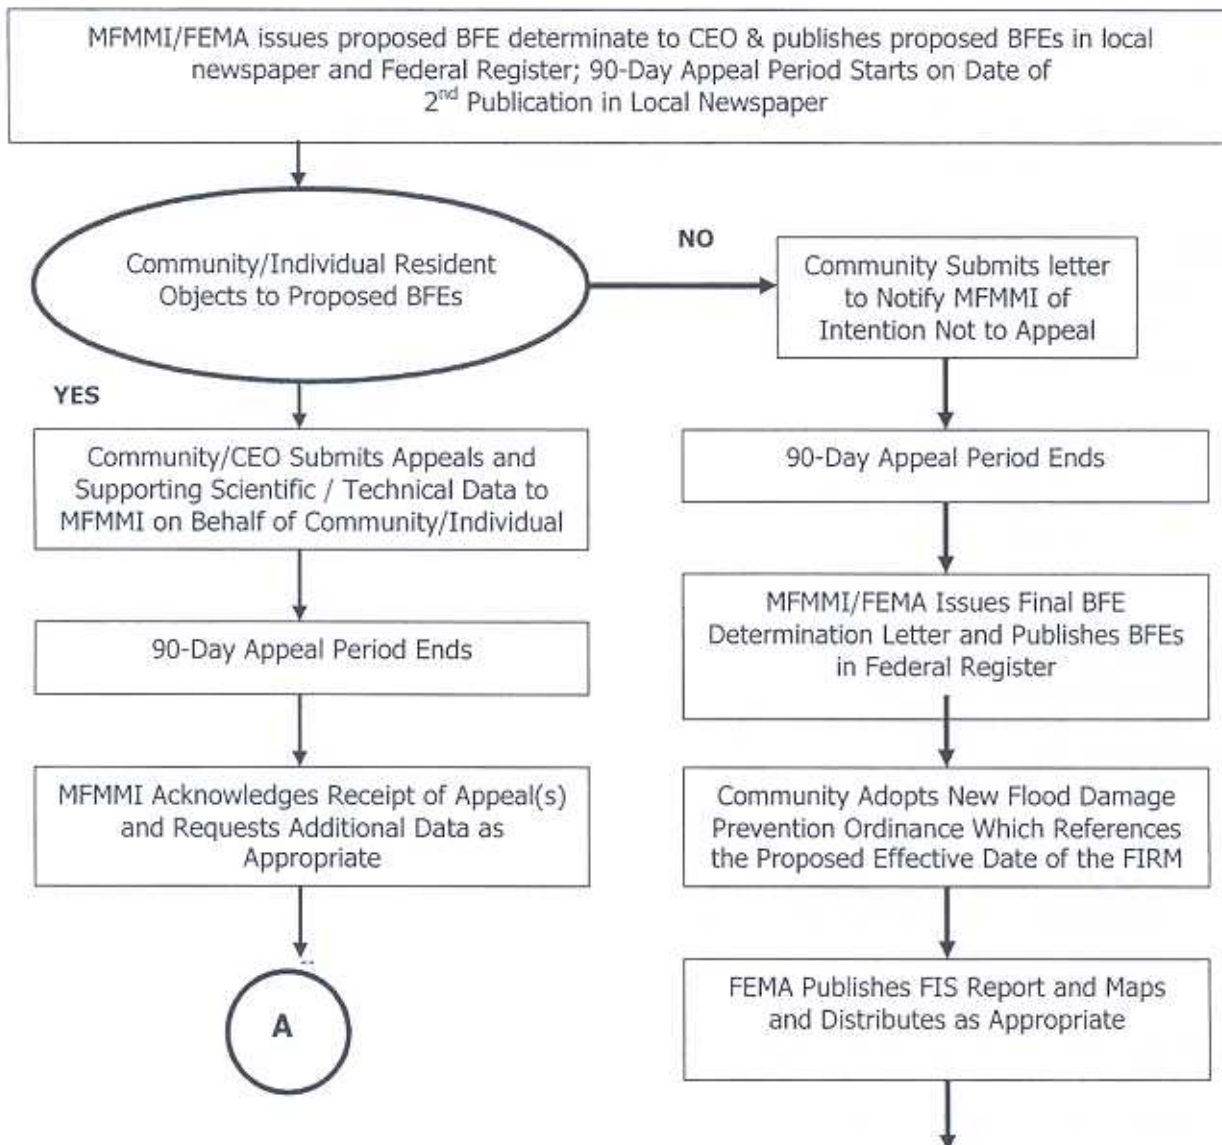 MFMMI/FEMA issues proposed BFE determinate to CEO & publishes proposed BFEs in local
newspaper and Federal Register; 90-Day Appeal Period Starts on Date of
2nd Publication in Local Newspaper
Community/Individual Resident
Objects to Proposed BFEs
NO
Community Submits letter
to Notify MFMMI of
Intention Not to Appeal
YES
Community/CEO Submits Appeals and
Supporting Scientific / Technical Data to
MFMMI on Behalf of Community/Individual
90-Day Appeal Period Ends
MFMMI Acknowledges Receipt of Appeal(s)
and Requests Additional Data as
Appropriate
A
90-Day Appeal Period Ends
MFMMI/FEMA Issues Final BFE
Determination Letter and Publishes BFEs
in Federal Register
Community Adopts New Flood Damage
Prevention Ordinance Which References
the Proposed Effective Date of the FIRM
FEMA Publishes FIS Report and Maps
and Distributes as Appropriate